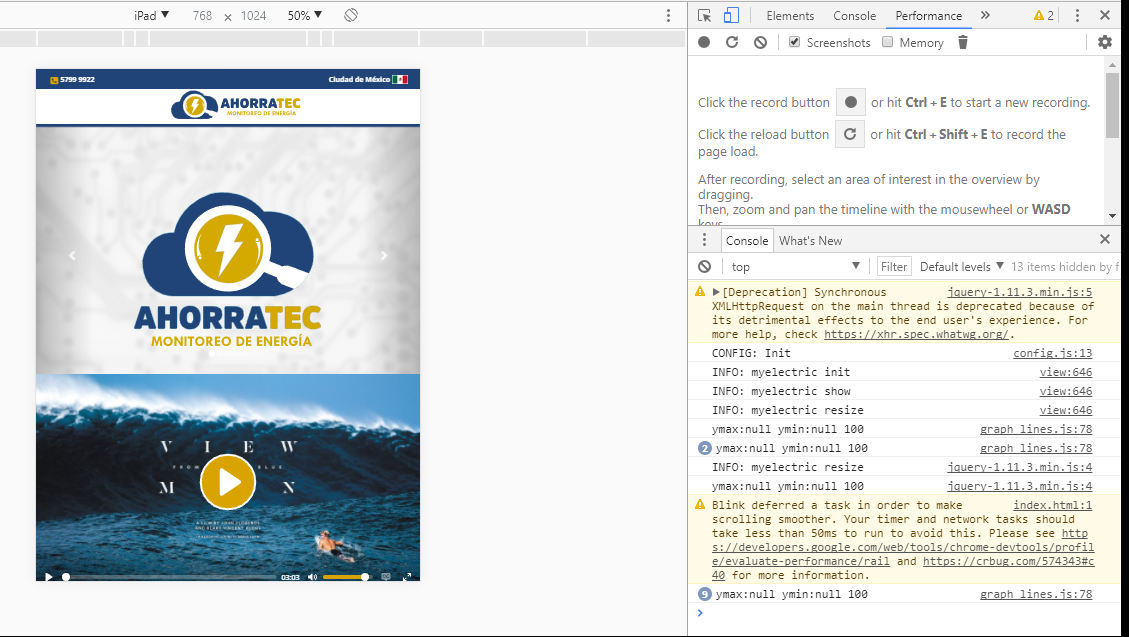 iPad ▼ 768 x 1024 50% ▼
Elements Console Performance » 2
Screenshots Memory
5799 9922 Ciudad de México
AHORRATEC
MONITOREO DE ENERGÍA
AHORRATEC
MONITOREO DE ENERGÍA
VIEW
FROM A BLUE
MOON
A FILM BY JOHN FLORENCE
AND BLAKE VINCENT KUENY
03:03
Click the record button or hit Ctrl + E to start a new recording.
Click the reload button or hit Ctrl + Shift + E to record the
page load.
After recording, select an area of interest in the overview by
dragging.
Then, zoom and pan the timeline with the mousewheel or WASD
keys.
Console What's New
top ▼ Filter Default levels ▼ 13 items hidden by f
▶[Deprecation] Synchronous jquery-1.11.3.min.js:5
XMLHttpRequest on the main thread is deprecated because of
its detrimental effects to the end user's experience. For
more help, check https://xhr.spec.whatwg.org/.
CONFIG: Init config.js:13
INFO: myelectric init view:646
INFO: myelectric show view:646
INFO: myelectric resize view:646
ymax:null ymin:null 100 graph_lines.js:78
2 ymax:null ymin:null 100 graph_lines.js:78
INFO: myelectric resize jquery-1.11.3.min.js:4
ymax:null ymin:null 100 jquery-1.11.3.min.js:4
Blink deferred a task in order to make index.html:1
scrolling smoother. Your timer and network tasks should
take less than 50ms to run to avoid this. Please see http
s://developers.google.com/web/tools/chrome-devtools/profil
e/evaluate-performance/rail and https://crbug.com/574343#c
40 for more information.
9 ymax:null ymin:null 100 graph_lines.js:78